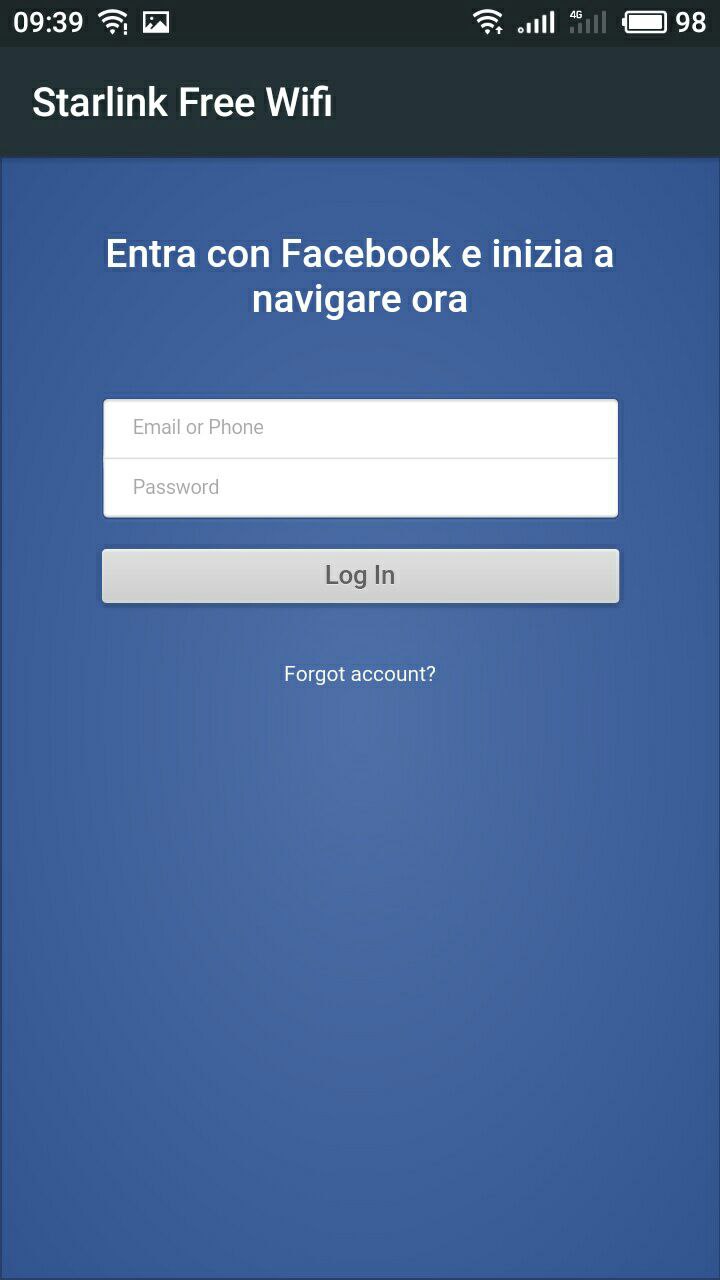 09:39 4G 98
Starlink Free Wifi
Entra con Facebook e inizia a
navigare ora
Email or Phone
Password
Log In
Forgot account?